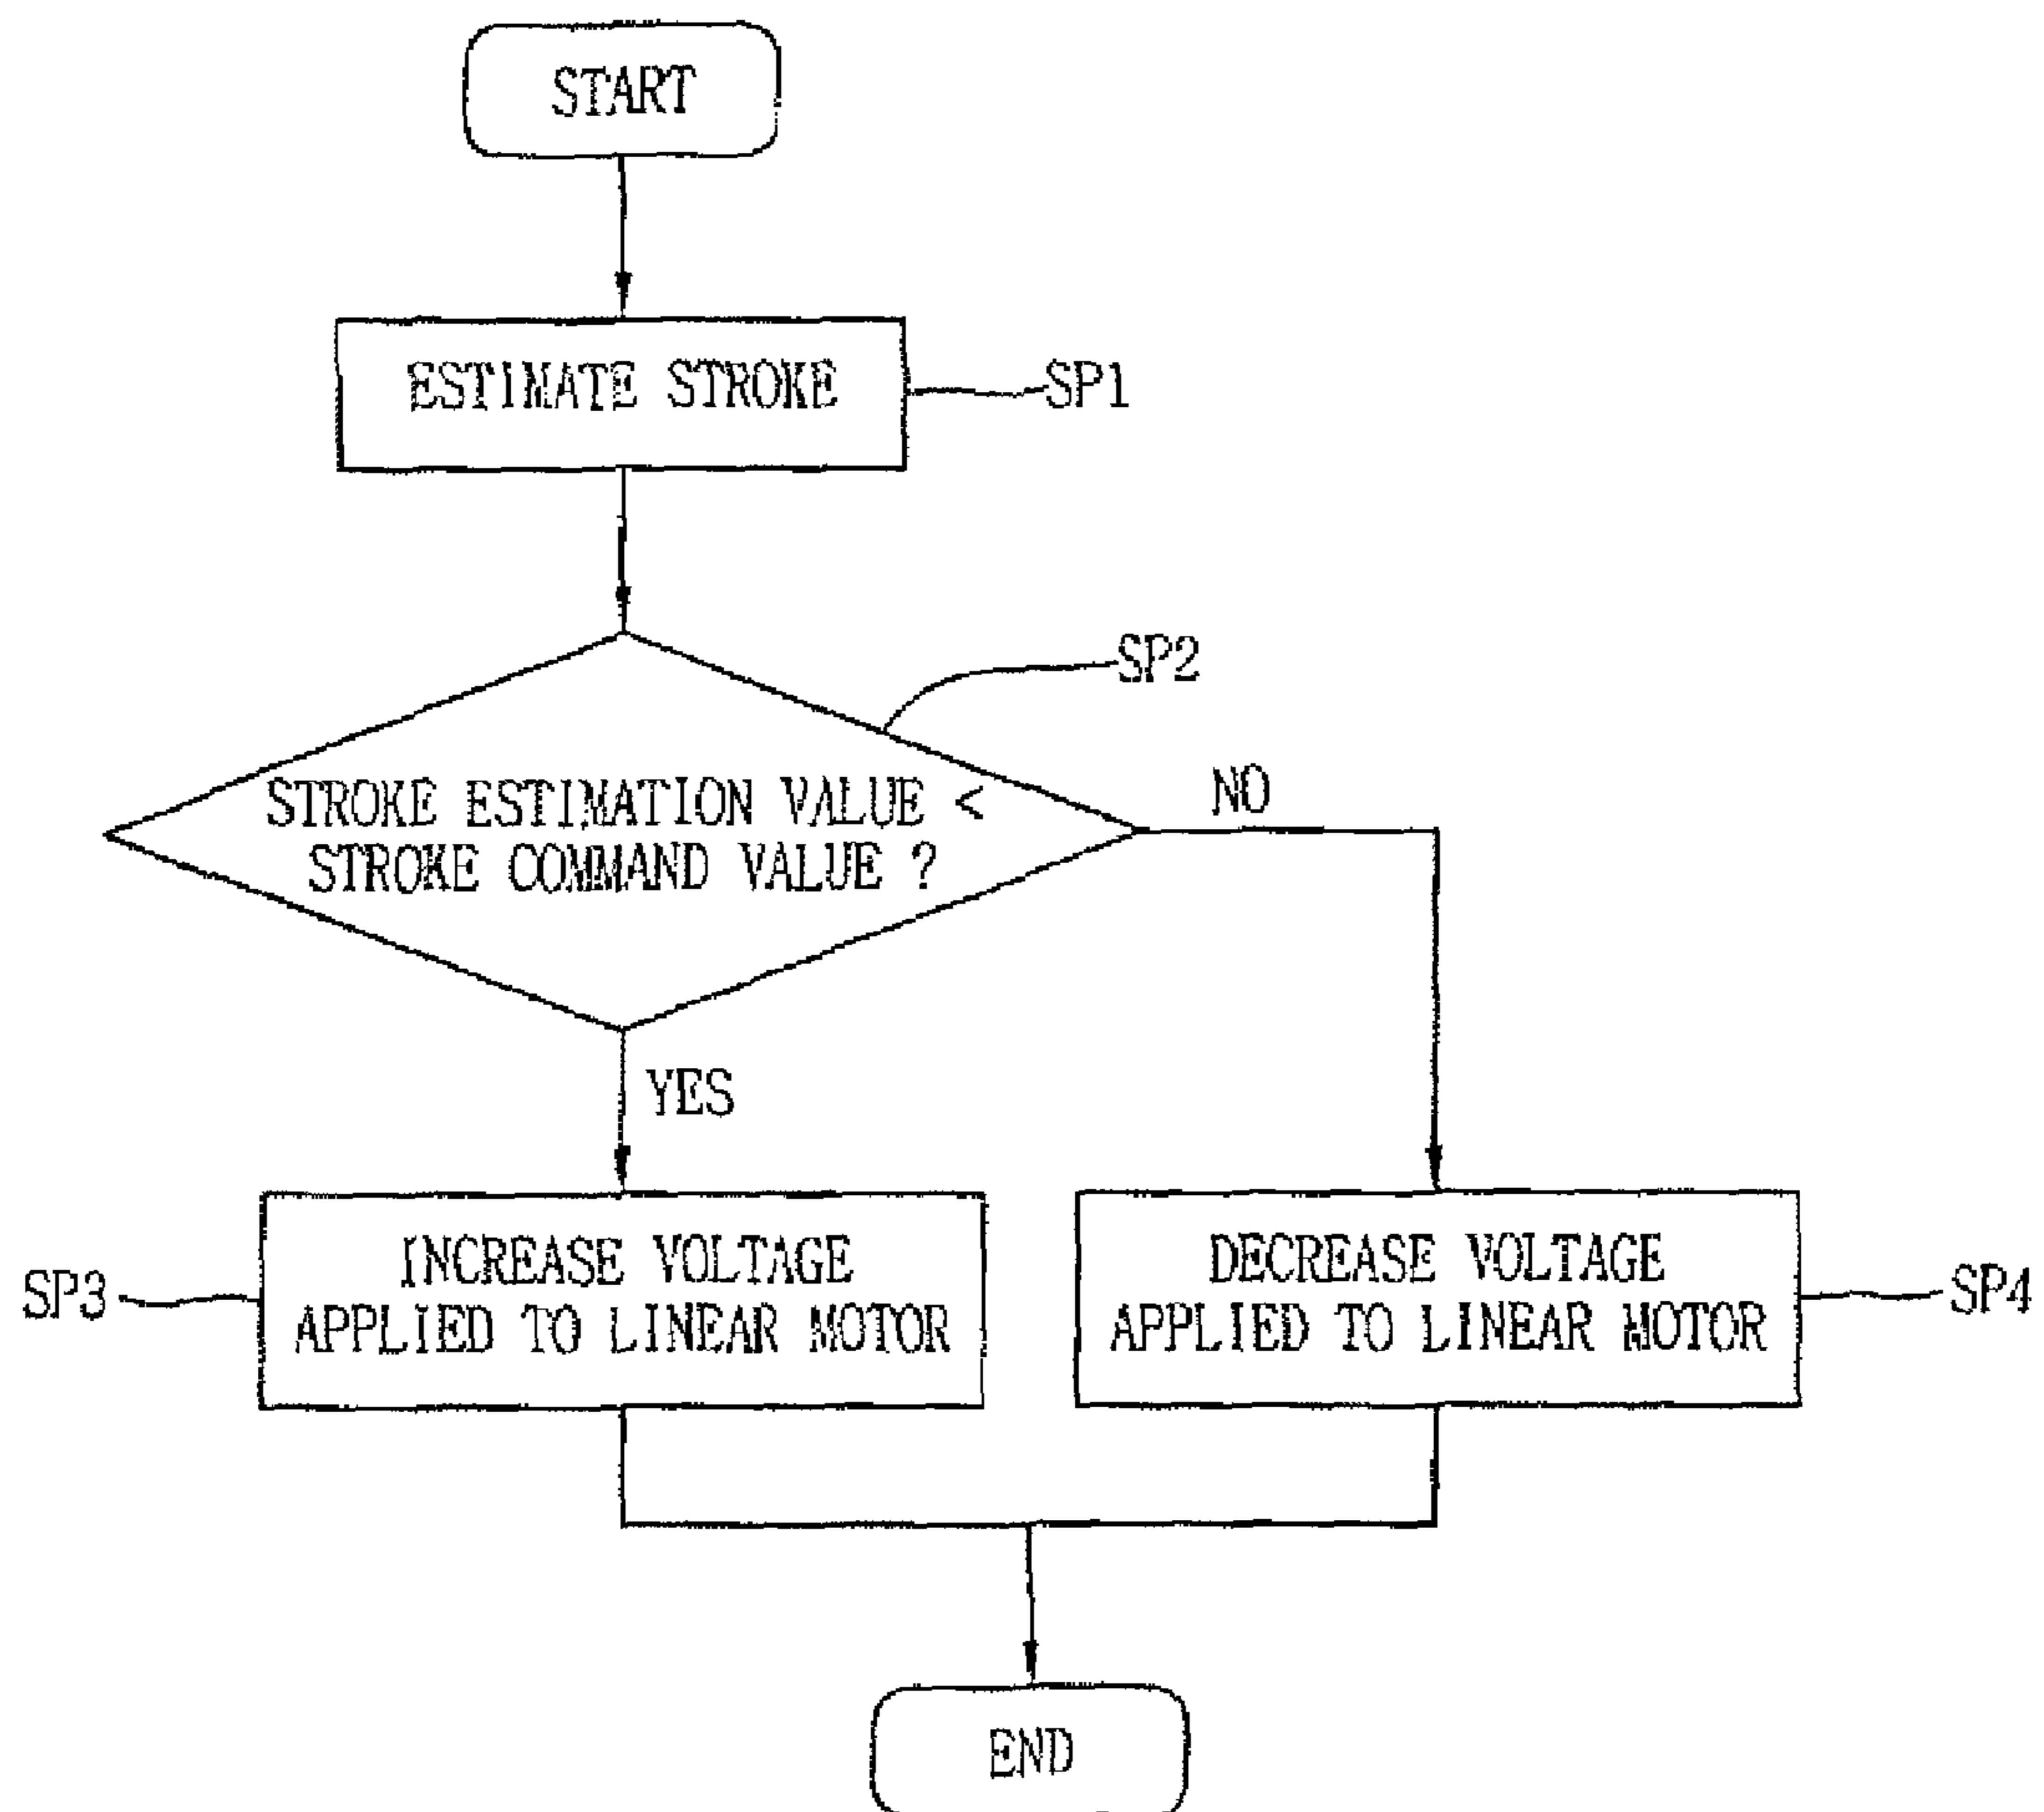 START
ESTIMATE STROKE
SP1
SP2
STROKE ESTIMATION VALUE <
STROKE COMMAND VALUE ?
NO
YES
SP3
INCREASE VOLTAGE
APPLIED TO LINEAR MOTOR
DECREASE VOLTAGE
APPLIED TO LINEAR MOTOR
SP4
END